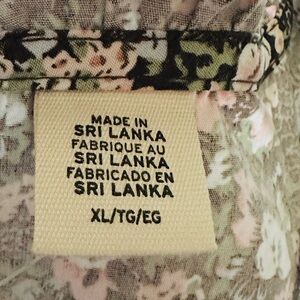 MADE IN
SRI LANKA
FABRIQUE AU
SRI LANKA
FABRICADO EN
SRI LANKA
XL/TG/EG